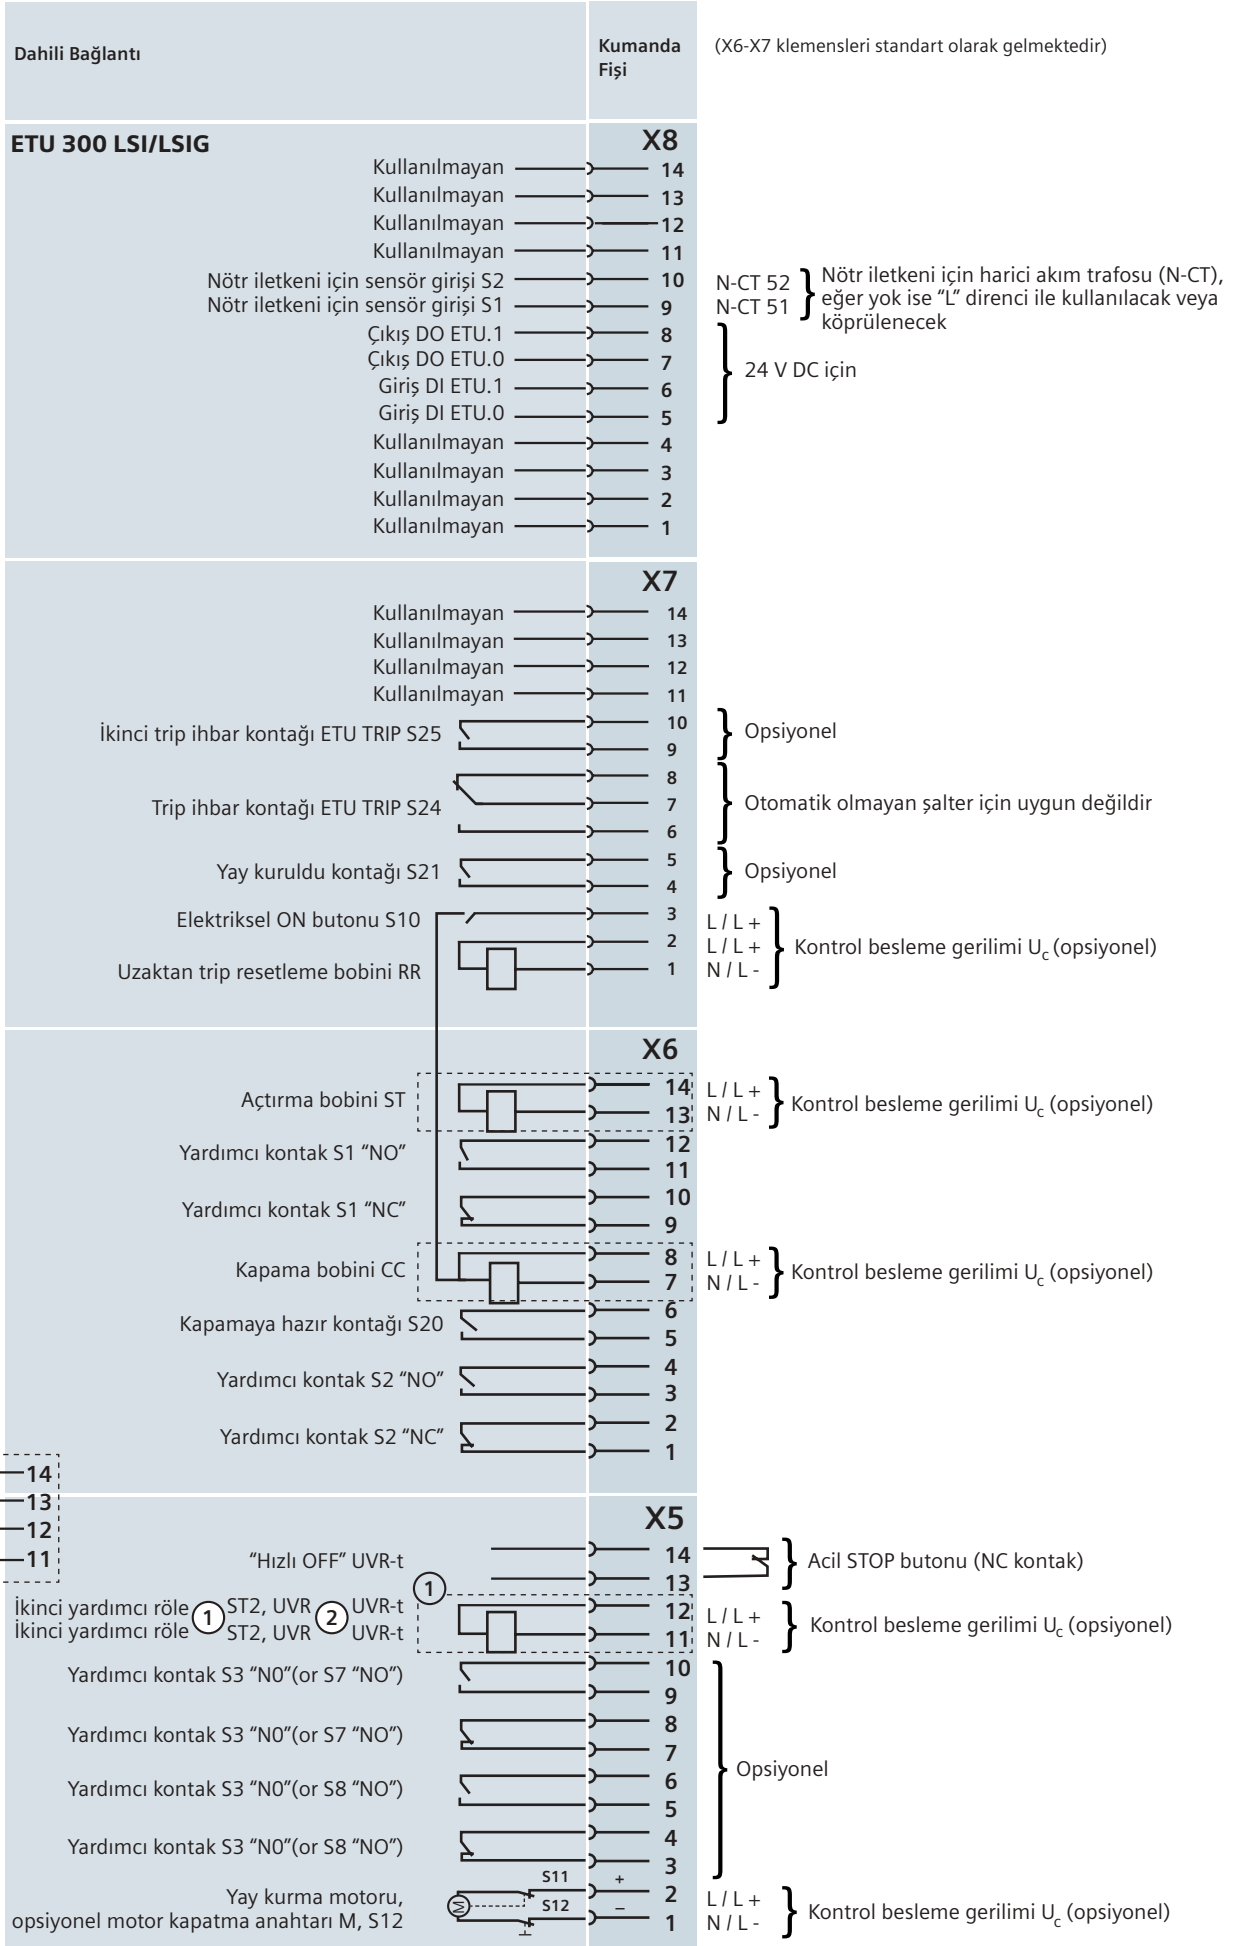 Dahili Bağlantı
Kumanda Fişi
(X6-X7 klemensleri standart olarak gelmektedir)
ETU 300 LSI/LSIG
X8
Kullanılmayan 14
Kullanılmayan 13
Kullanılmayan 12
Kullanılmayan 11
Nötr iletkeni için sensör girişi S2 10 N-CT 52
Nötr iletkeni için sensör girişi S1 9 N-CT 51
Nötr iletkeni için harici akım trafosu (N-CT),
eğer yok ise "L" direnci ile kullanılacak veya
köprülenecek
Çıkış DO ETU.1 8
Çıkış DO ETU.0 7
Giriş DI ETU.1 6
Giriş DI ETU.0 5
24 V DC için
Kullanılmayan 4
Kullanılmayan 3
Kullanılmayan 2
Kullanılmayan 1
X7
Kullanılmayan 14
Kullanılmayan 13
Kullanılmayan 12
Kullanılmayan 11
İkinci trip ihbar kontağı ETU TRIP S25
10
9
Opsiyonel
Trip ihbar kontağı ETU TRIP S24
8
7
6
Otomatik olmayan şalter için uygun değildir
Yay kuruldu kontağı S21
5
4
Opsiyonel
Elektriksel ON butonu S10
3 L / L +
Uzaktan trip resetleme bobini RR
2 L / L +
1 N / L -
Kontrol besleme gerilimi Uc (opsiyonel)
X6
Açtırma bobini ST
14 L / L +
13 N / L -
Kontrol besleme gerilimi Uc (opsiyonel)
Yardımcı kontak S1 "NO"
12
11
Yardımcı kontak S1 "NC"
10
9
Kapama bobini CC
8 L / L +
7 N / L -
Kontrol besleme gerilimi Uc (opsiyonel)
Kapamaya hazır kontağı S20
6
5
Yardımcı kontak S2 "NO"
4
3
Yardımcı kontak S2 "NC"
2
1
14
13
12
11
X5
"Hızlı OFF" UVR-t
14
13
Acil STOP butonu (NC kontak)
1
İkinci yardımcı röle 1 ST2, UVR 2 UVR-t
İkinci yardımcı röle ST2, UVR UVR-t
12 L / L +
11 N / L -
Kontrol besleme gerilimi Uc (opsiyonel)
Yardımcı kontak S3 "N0"(or S7 "NO")
10
9
Yardımcı kontak S3 "N0"(or S7 "NO")
8
7
Yardımcı kontak S3 "N0"(or S8 "NO")
6
5
Yardımcı kontak S3 "N0"(or S8 "NO")
4
3
Opsiyonel
Yay kurma motoru,
opsiyonel motor kapatma anahtarı M, S12
M
S11 + 2 L / L +
S12 – 1 N / L -
Kontrol besleme gerilimi Uc (opsiyonel)